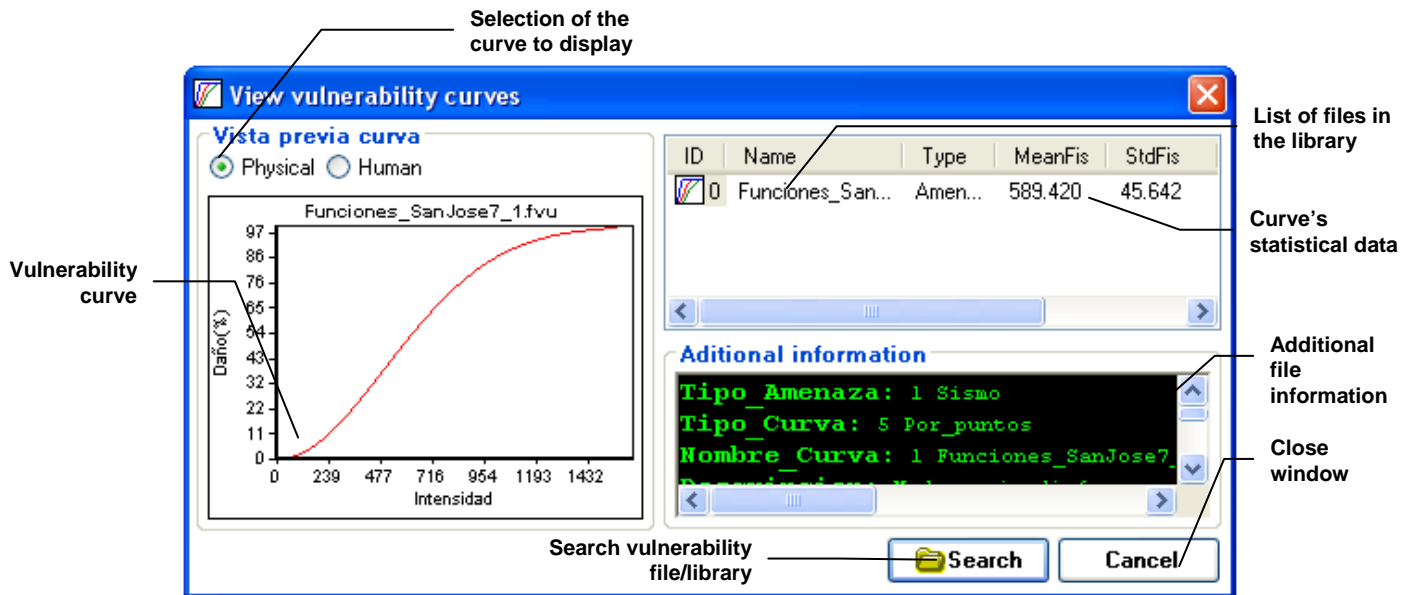 Selection of the
curve to display
View vulnerability curves
Vista previa curva
Physical
Human
Funciones_SanJose7_1.fvu
97
86
76
65
54
43
32
22
11
0
Daño(%)
0 239 477 716 954 1193 1432
Intensidad
Vulnerability
curve
ID Name Type MeanFis StdFis
0 Funciones_San... Amen... 589.420 45.642
List of files in
the library
Curve's
statistical data
Aditional information
Tipo_Amenaza: 1 Sismo
Tipo_Curva: 5 Por_puntos
Nombre_Curva: 1 Funciones_SanJose7_
Additional
file
information
Close
window
Search vulnerability
file/library
Search
Cancel